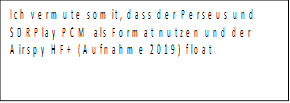 Ich vermute somit, dass der Perseus und
SDRPlay PCM als Format nutzen und der
Airspy HF+ (Aufnahme 2019) float